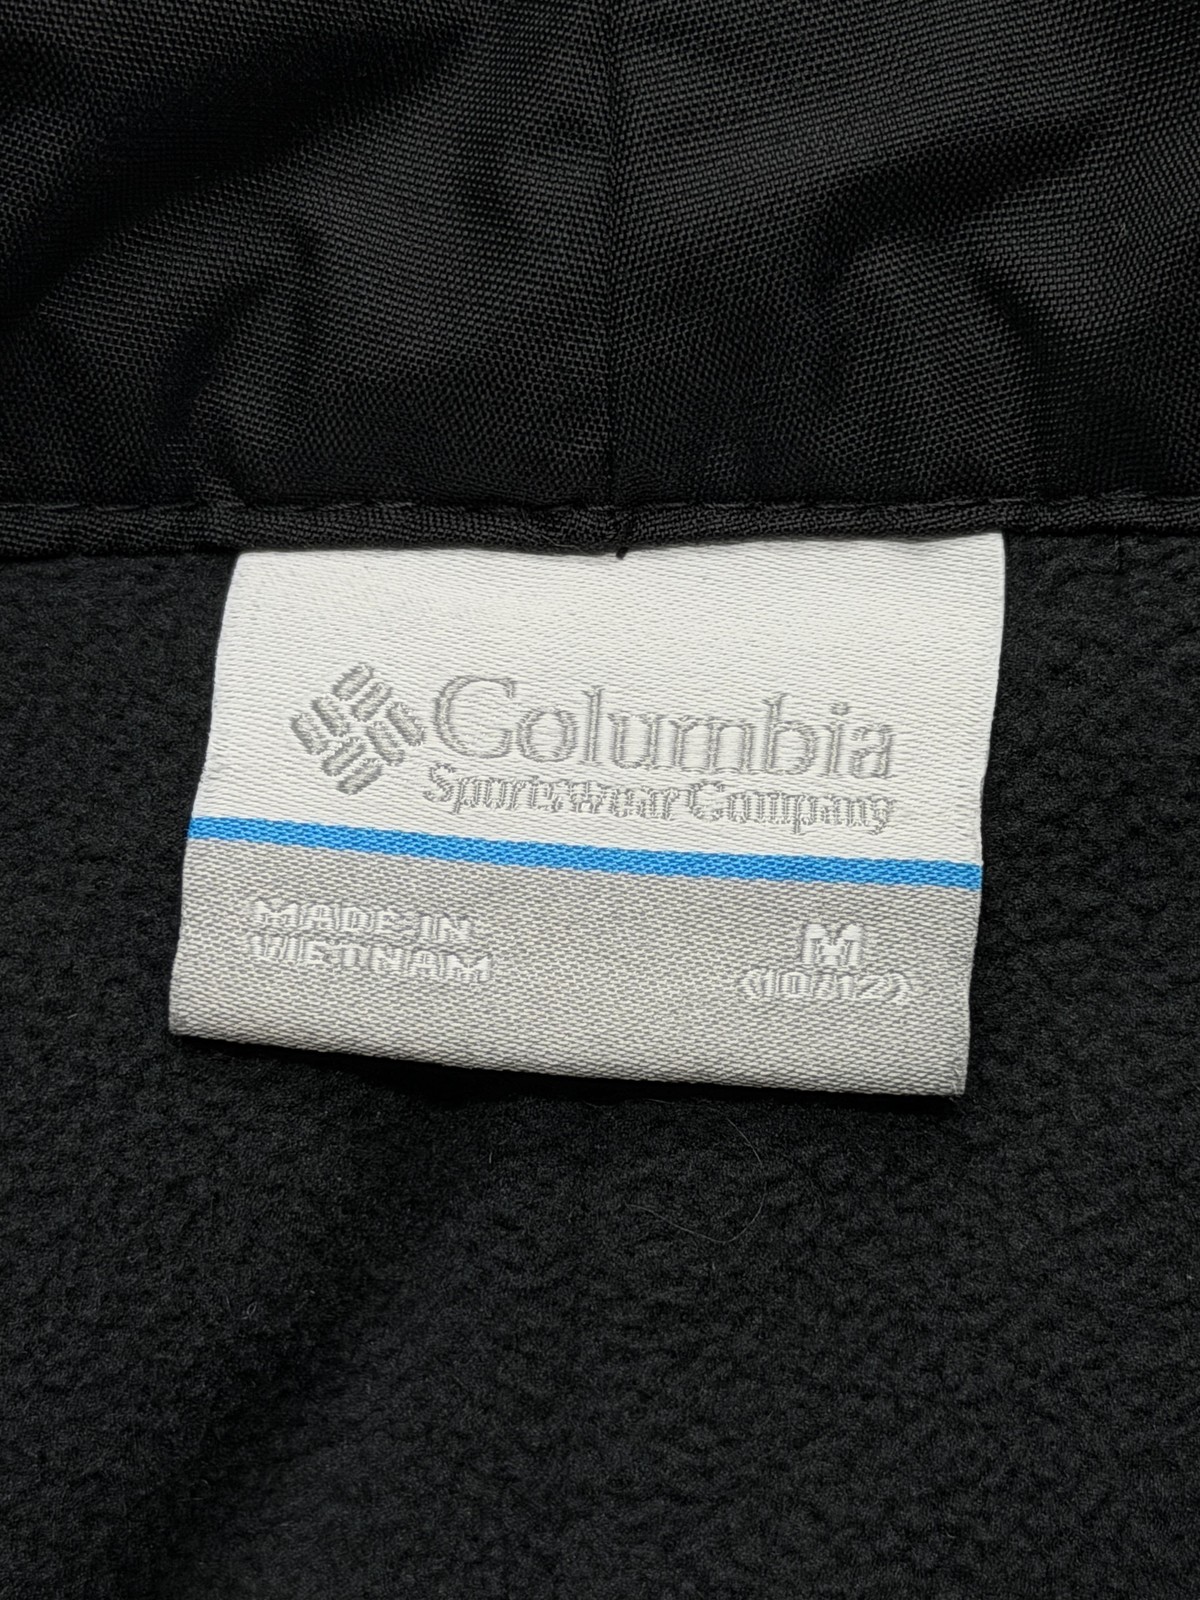 Columbia
Sportswear Company
MADE IN
VIETNAM
M
(10/12)